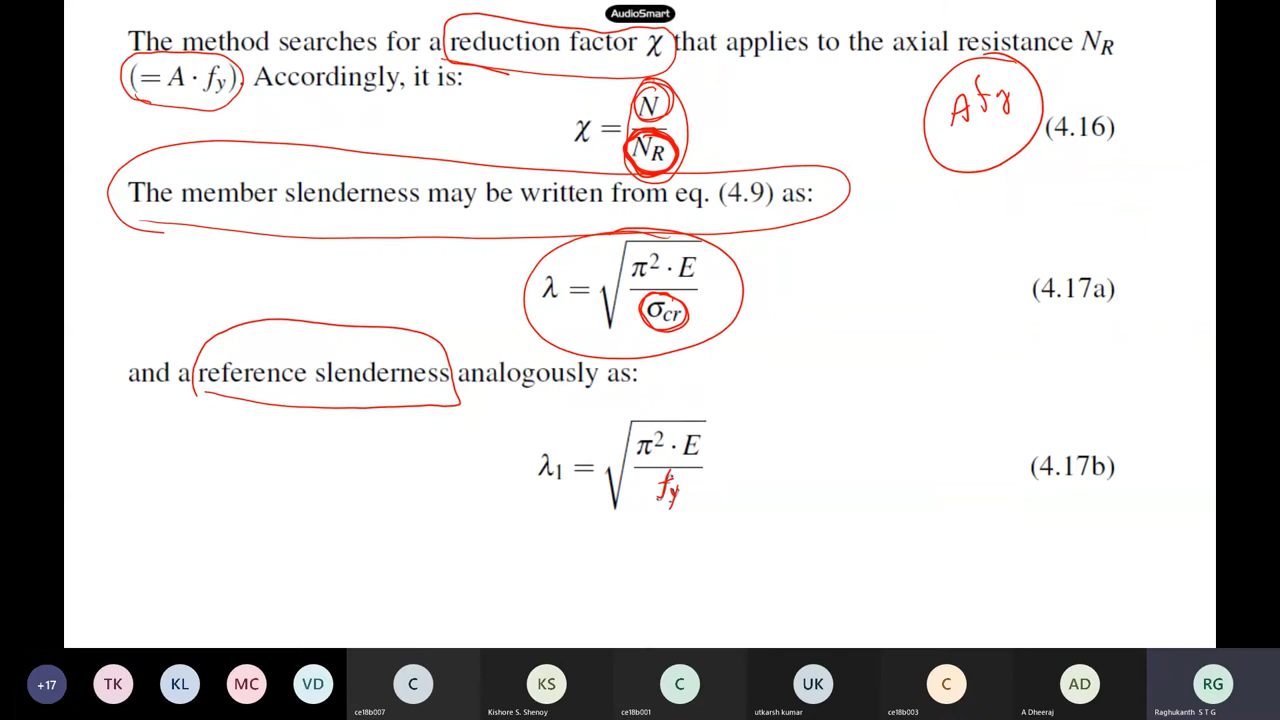 AudioSmart
The method searches for a reduction factor χ that applies to the axial resistance N_R
(= A · f_y). Accordingly, it is:
A fy
χ = N / N_R (4.16)
The member slenderness may be written from eq. (4.9) as:
λ = √(π² · E / σ_cr) (4.17a)
and a reference slenderness analogously as:
λ₁ = √(π² · E / fy) (4.17b)
+17 TK KL MC VD C KS C UK C AD RG
ce18b007 Kishore S. Shenoy ce18b001 utkarsh kumar ce18b003 A Dheeraj Raghukanth S T G